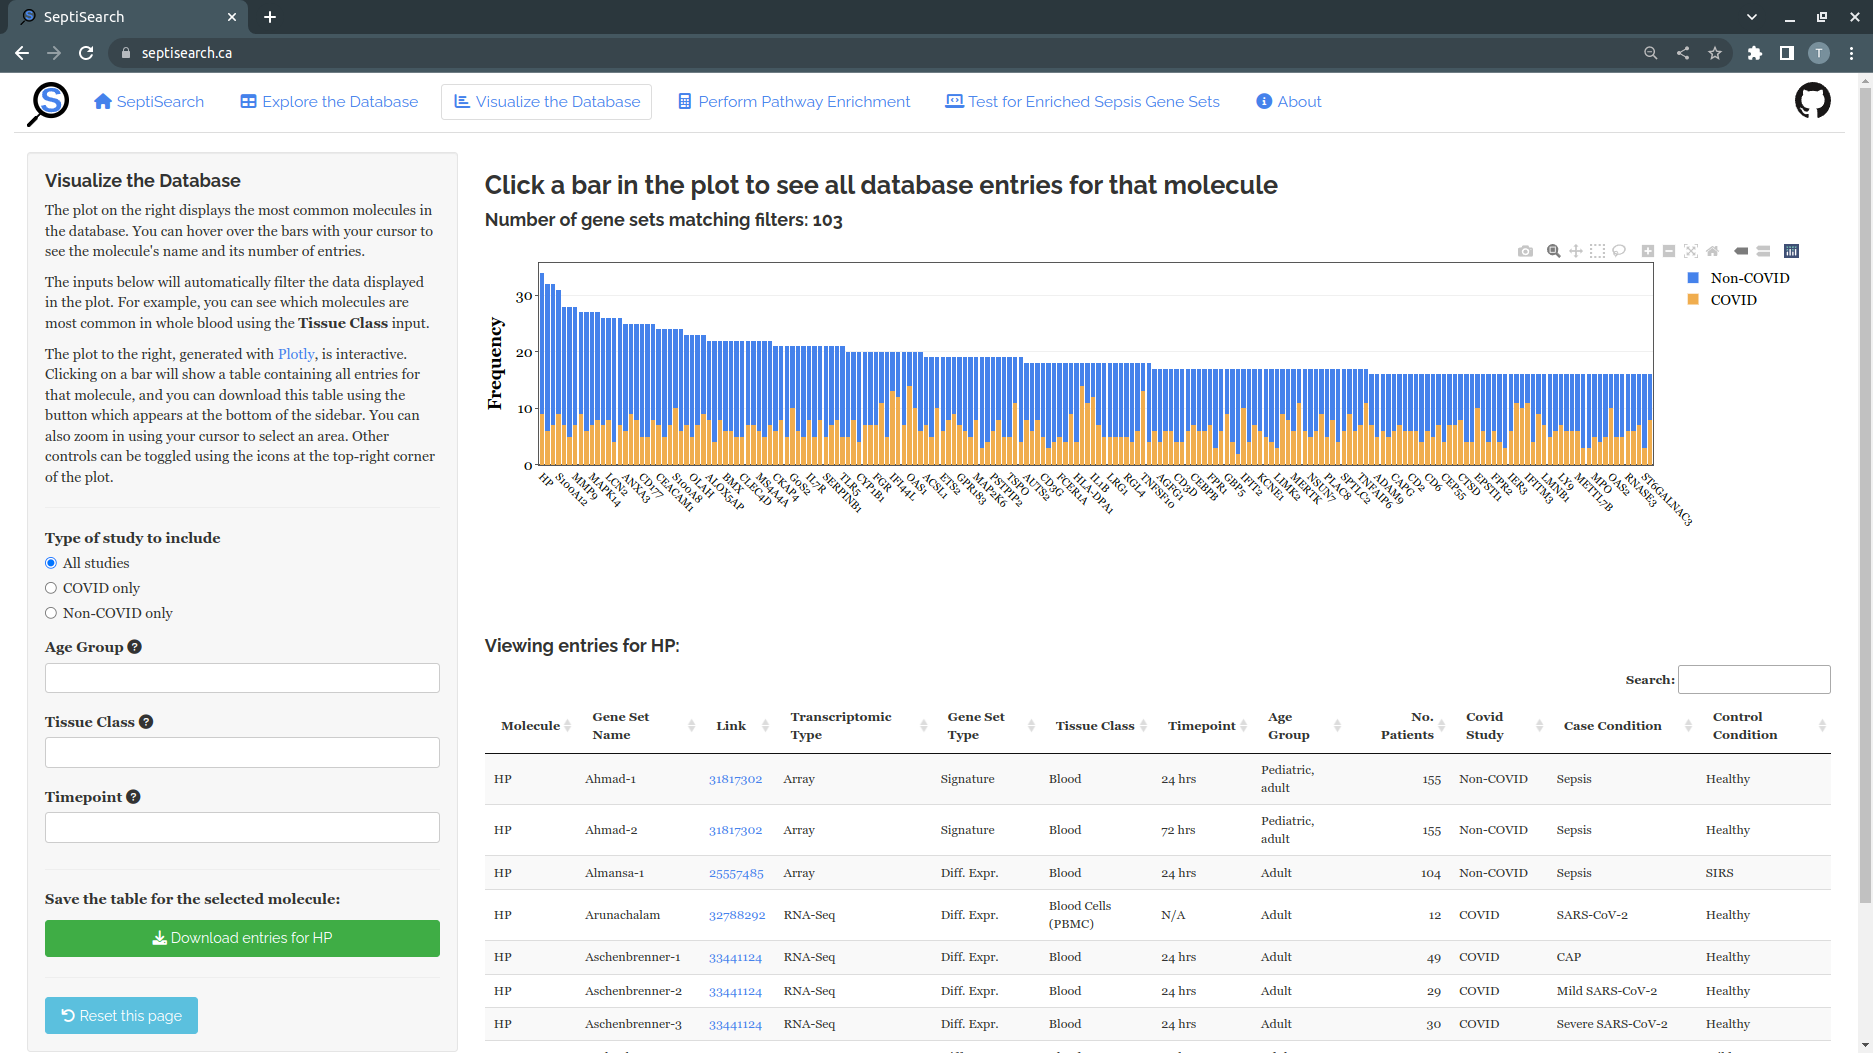 SeptiSearch
septisearch.ca
T
S
SeptiSearch
Explore the Database
Visualize the Database
Perform Pathway Enrichment
Test for Enriched Sepsis Gene Sets
About
Visualize the Database
The plot on the right displays the most common molecules in
the database. You can hover over the bars with your cursor to
see the molecule's name and its number of entries.
The inputs below will automatically filter the data displayed
in the plot. For example, you can see which molecules are
most common in whole blood using the Tissue Class input.
The plot to the right, generated with Plotly, is interactive.
Clicking on a bar will show a table containing all entries for
that molecule, and you can download this table using the
button which appears at the bottom of the sidebar. You can
also zoom in using your cursor to select an area. Other
controls can be toggled using the icons at the top-right corner
of the plot.
Type of study to include
All studies
COVID only
Non-COVID only
Age Group ?
Tissue Class ?
Timepoint ?
Save the table for the selected molecule:
Download entries for HP
Reset this page
Click a bar in the plot to see all database entries for that molecule
Number of gene sets matching filters: 103
Non-COVID
COVID
Frequency
30
20
10
0
HP
S100A12
MMP9
MAPK14
LCN2
ANXA3
CD177
CEACAM1
S100A8
OLAH
ALOX5AP
BMX
CLEC4D
MS4A4A
CKAP4
G0S2
IL7R
SERPINB1
TLR5
CYP1B1
FGR
IFI44L
OAS1
ACSL1
ETS2
GPR183
MAP2K6
PSTPIP2
TSPO
AUTS2
CD3G
FCER1A
HLA-DPA1
IL1B
LRG1
RGL4
TNFSF10
AGFG1
CD3D
CEBPB
FPR1
GBP5
IFIT2
KCNE1
LIMK2
MERTK
NSUN7
PLAC8
SPTLC2
TNFAIP6
ADAM9
CAPG
CD2
CD6
CEP55
CTSD
EPSTI1
FPR2
IER3
IFITM3
LMNB1
LY9
METTL7B
MPO
OAS2
RNASE3
ST6GALNAC3
Viewing entries for HP:
Search:
Molecule Gene Set Name Link Transcriptomic Type Gene Set Type Tissue Class Timepoint Age Group No. Patients Covid Study Case Condition Control Condition
HP Ahmad-1 31817302 Array Signature Blood 24 hrs Pediatric, adult 155 Non-COVID Sepsis Healthy
HP Ahmad-2 31817302 Array Signature Blood 72 hrs Pediatric, adult 155 Non-COVID Sepsis Healthy
HP Almansa-1 25557485 Array Diff. Expr. Blood 24 hrs Adult 104 Non-COVID Sepsis SIRS
HP Arunachalam 32788292 RNA-Seq Diff. Expr. Blood Cells (PBMC) N/A Adult 12 COVID SARS-CoV-2 Healthy
HP Aschenbrenner-1 33441124 RNA-Seq Diff. Expr. Blood 24 hrs Adult 49 COVID CAP Healthy
HP Aschenbrenner-2 33441124 RNA-Seq Diff. Expr. Blood 24 hrs Adult 29 COVID Mild SARS-CoV-2 Healthy
HP Aschenbrenner-3 33441124 RNA-Seq Diff. Expr. Blood 24 hrs Adult 30 COVID Severe SARS-CoV-2 Healthy